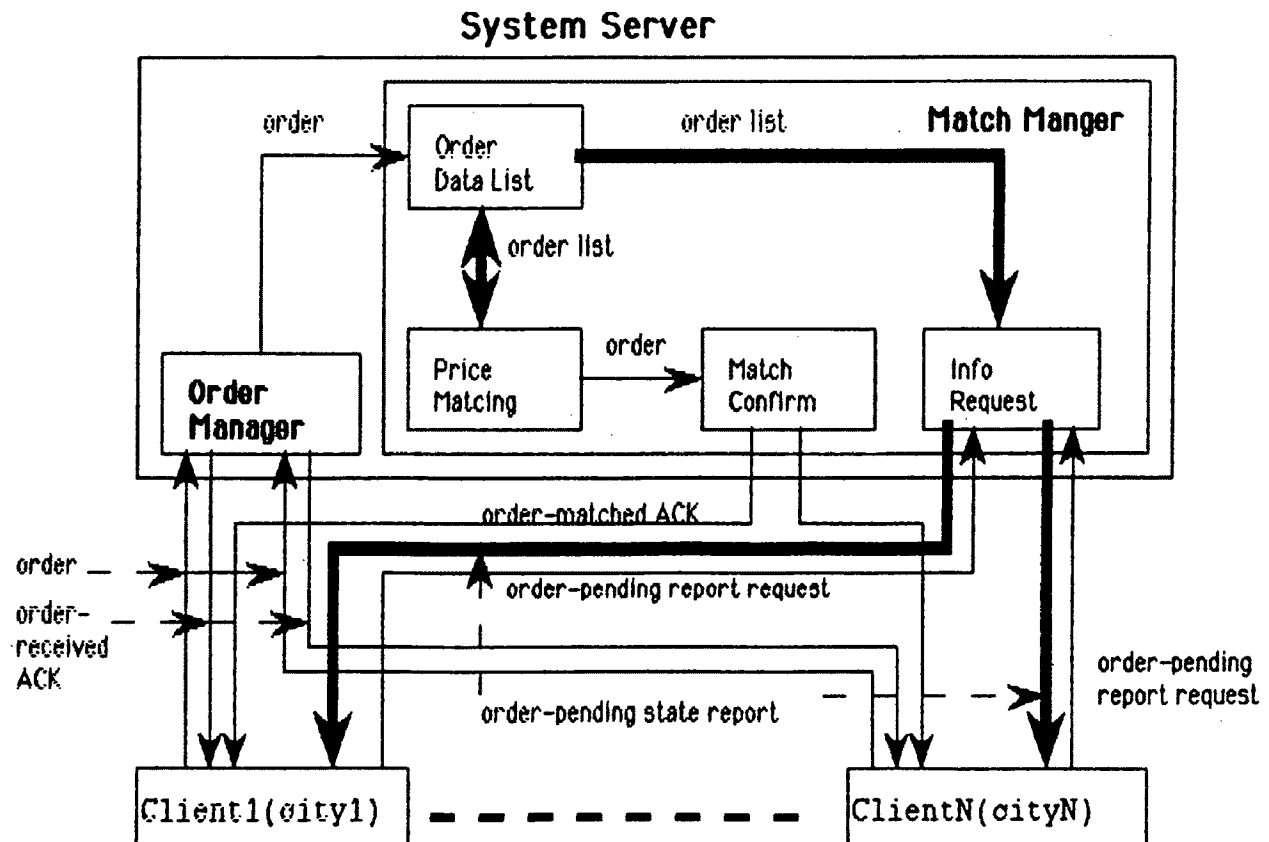 System Server
order
Order
Data List
order list
Match Manger
order list
Order
Manager
Price
Matcing
order
Match
Confirm
Info
Request
order-matched ACK
order
order-pending report request
order-
received
ACK
order-pending
report request
order-pending state report
Client1(city1)
ClientN(cityN)